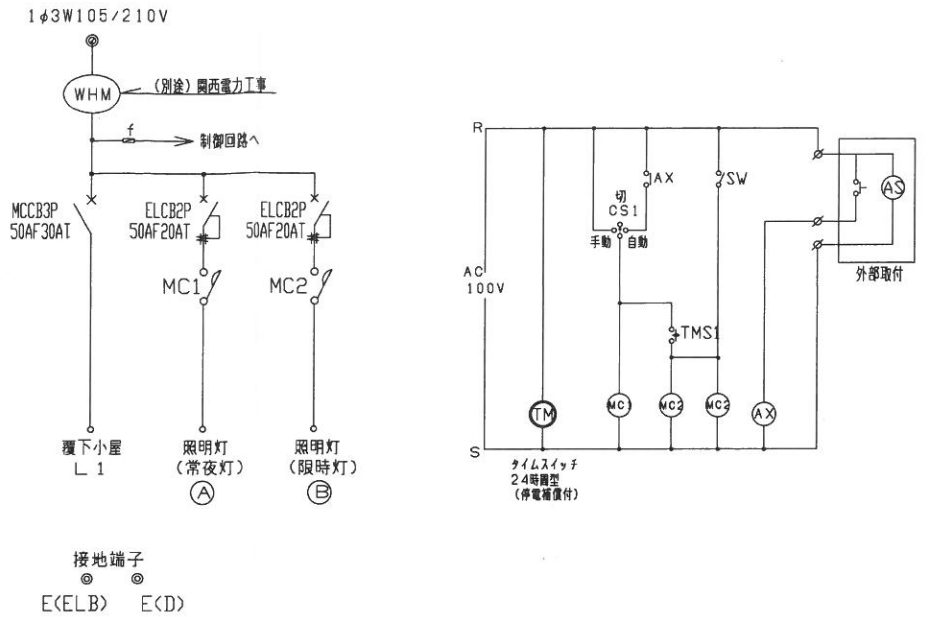 1φ3W105/210V
WHM
(別途)関西電力工事
f
制御回路へ
MCCB3P
50AF30AT
ELCB2P
50AF20AT
ELCB2P
50AF20AT
MC1
MC2
覆下小屋
L 1
照明灯
(常夜灯)
A
照明灯
(限時灯)
B
接地端子
E(ELB)
E(D)
R
AX
SW
切
CS1
手動
自動
AS
外部取付
AC
100V
TMS1
TM
MC1
MC2
MC2
AX
S
タイムスイッチ
24時間型
(停電補償付)